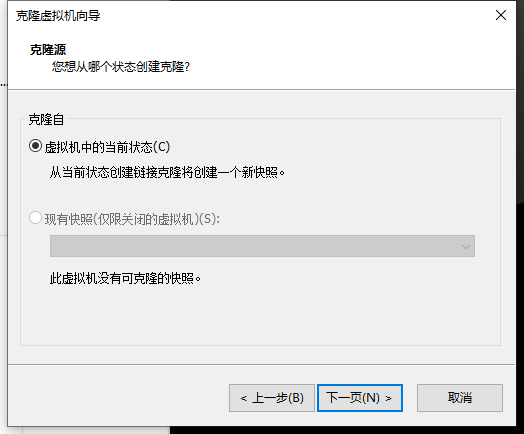 克隆虚拟机向导
克隆源
您想从哪个状态创建克隆?
克隆自
虚拟机中的当前状态(C)
从当前状态创建链接克隆将创建一个新快照。
现有快照(仅限关闭的虚拟机)(S):
此虚拟机没有可克隆的快照。
< 上一步(B)
下一页(N) >
取消